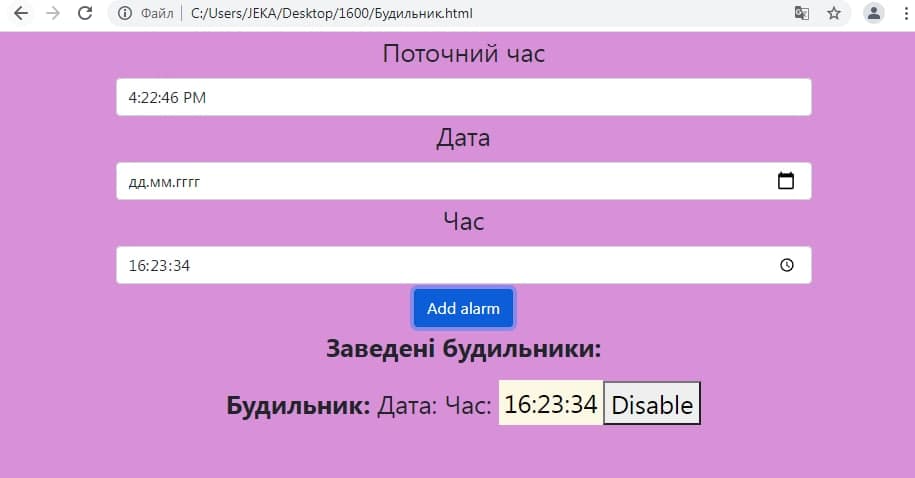 Файл | C:/Users/JEKA/Desktop/1600/Будильник.html
Поточний час
4:22:46 PM
Дата
дд.мм.гггг
Час
16:23:34
Add alarm
Заведені будильники:
Будильник: Дата: Час: 16:23:34 Disable